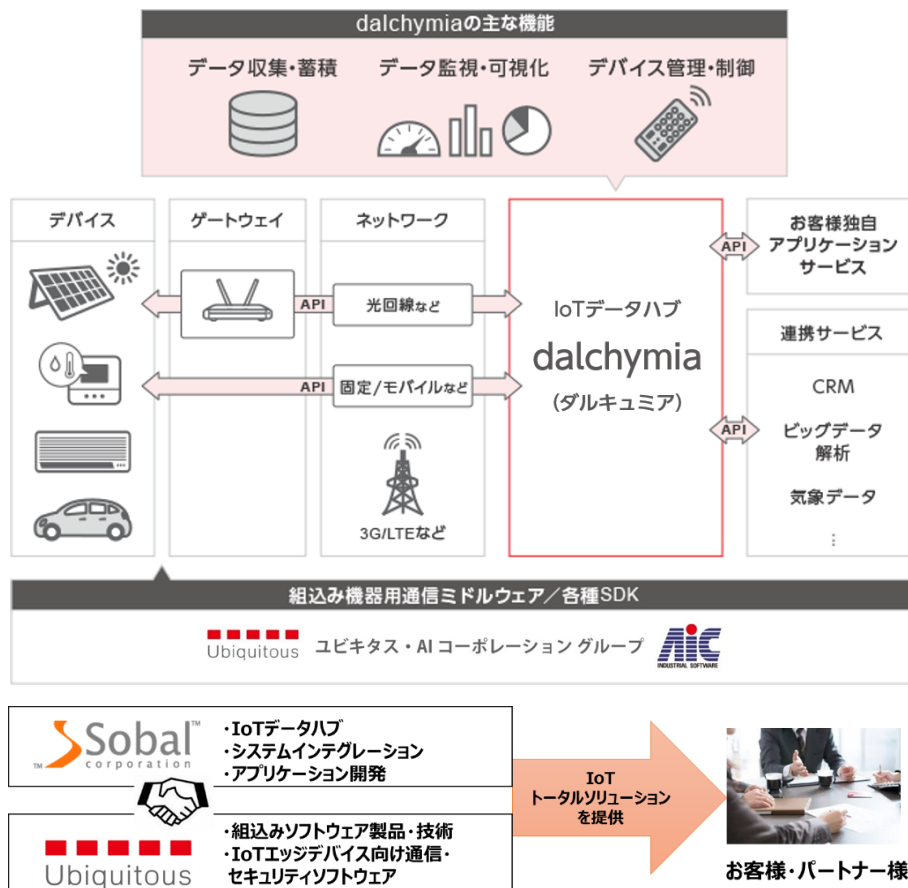 dalchymiaの主な機能
データ収集・蓄積
データ監視・可視化
デバイス管理・制御
デバイス
ゲートウェイ
ネットワーク
API
光回線など
API
固定/モバイルなど
3G/LTEなど
IoTデータハブ
dalchymia
(ダルキュミア)
API
お客様独自
アプリケーション
サービス
API
連携サービス
CRM
ビッグデータ
解析
気象データ
⋮
組込み機器用通信ミドルウェア／各種SDK
Ubiquitous
ユビキタス・AI コーポレーション グループ
AIC
INDUSTRIAL SOFTWARE
TM Sobal™
corporation
・IoTデータハブ
・システムインテグレーション
・アプリケーション開発
Ubiquitous
・組込みソフトウェア製品・技術
・IoTエッジデバイス向け通信・
セキュリティソフトウェア
IoT
トータルソリューション
を提供
お客様・パートナー様